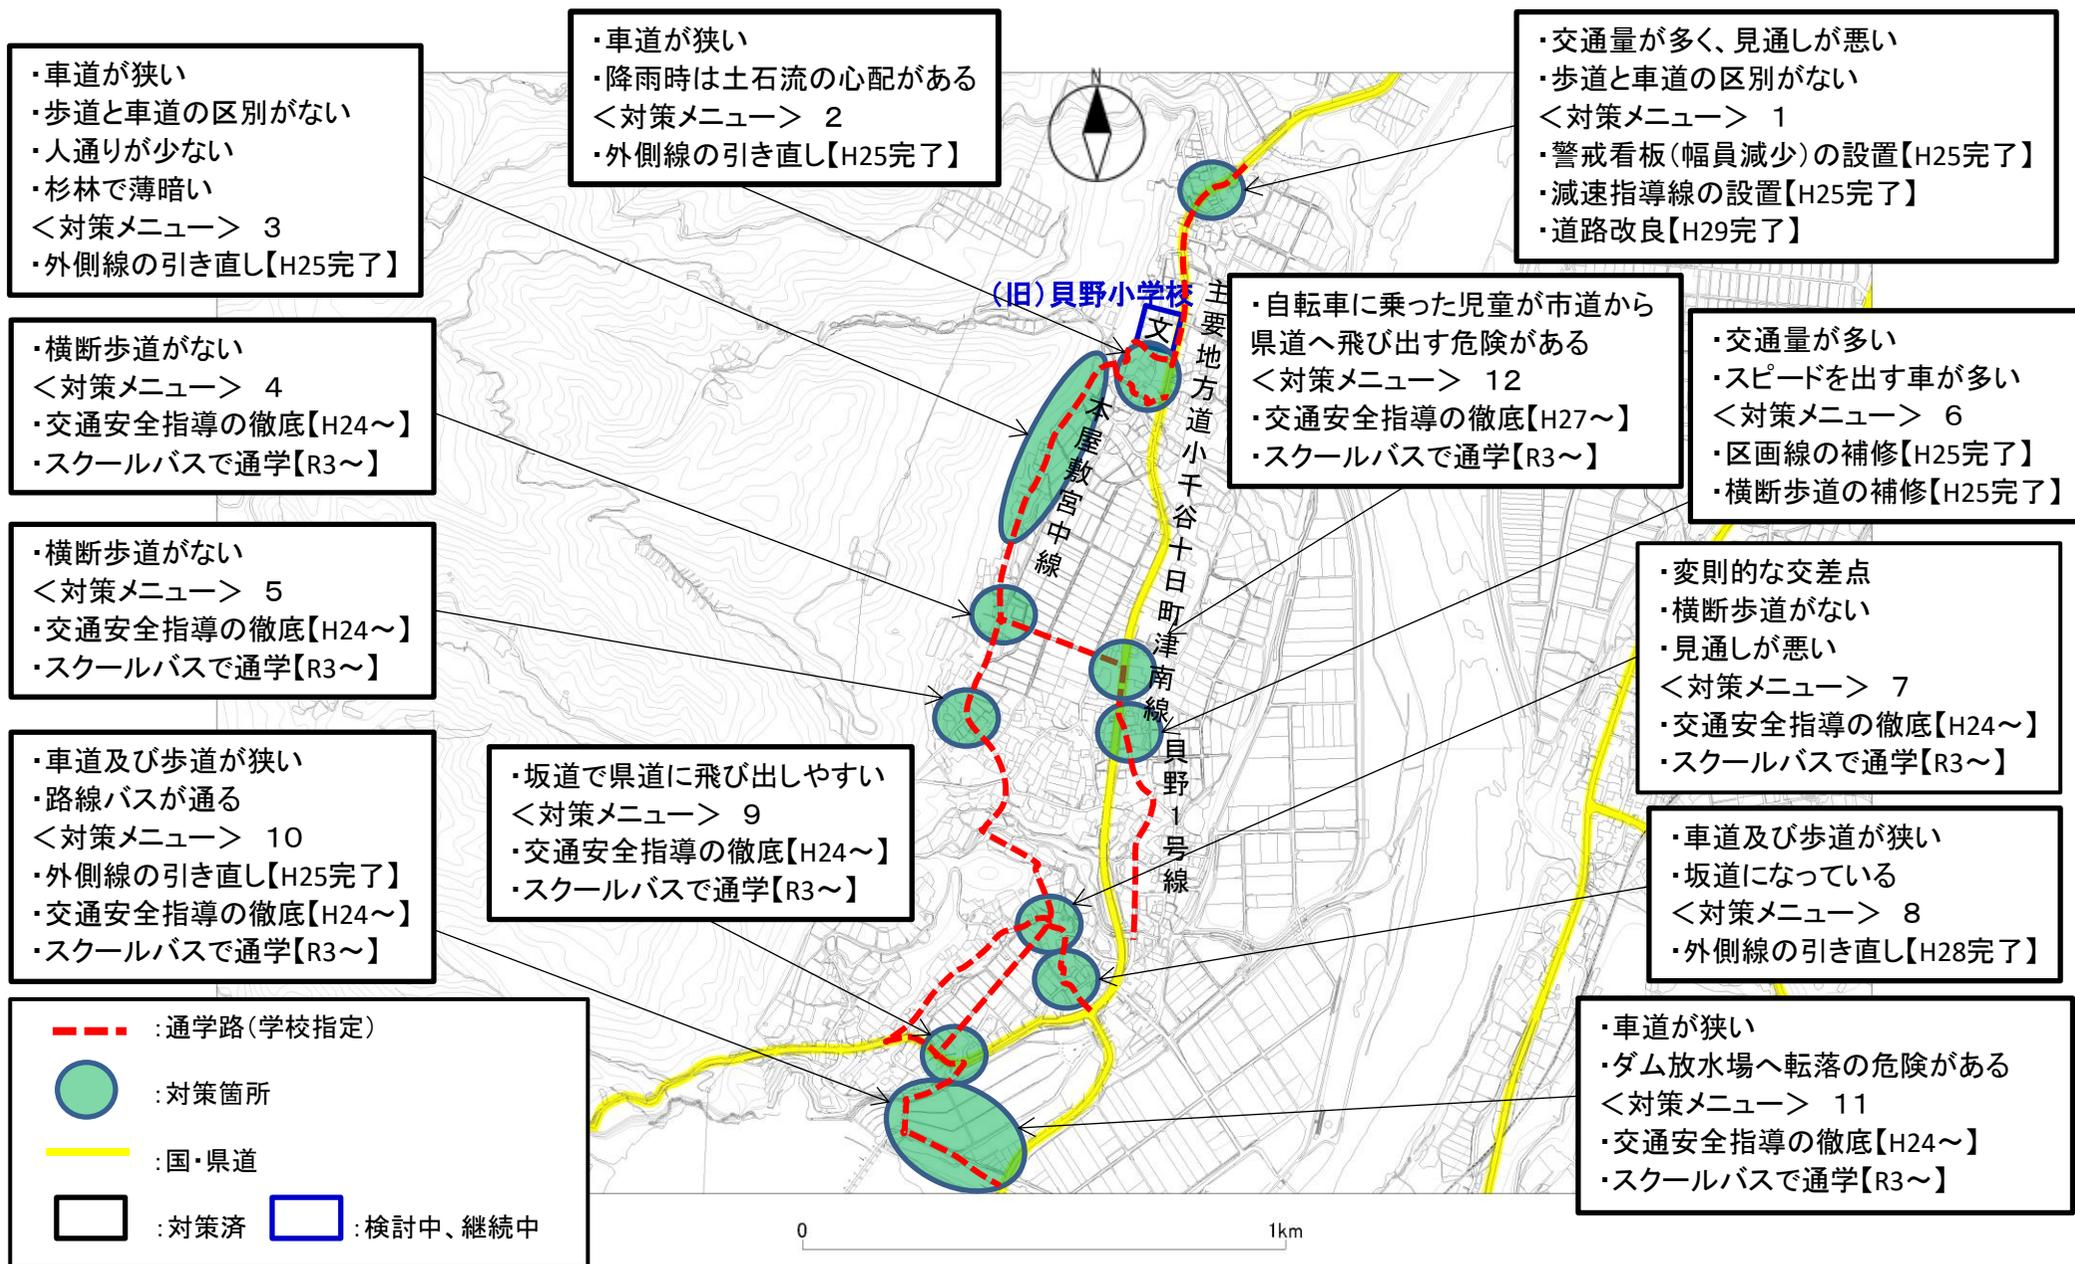 ・車道が狭い
・歩道と車道の区別がない
・人通りが少ない
・杉林で薄暗い
＜対策メニュー＞ 3
・外側線の引き直し【H25完了】
・車道が狭い
・降雨時は土石流の心配がある
＜対策メニュー＞ 2
・外側線の引き直し【H25完了】
N
・交通量が多く、見通しが悪い
・歩道と車道の区別がない
＜対策メニュー＞ 1
・警戒看板(幅員減少)の設置【H25完了】
・減速指導線の設置【H25完了】
・道路改良【H29完了】
(旧)貝野小学校
文
主要地方道小千谷十日町津南線
本屋敷宮中線
貝野1号線
・横断歩道がない
＜対策メニュー＞ 4
・交通安全指導の徹底【H24～】
・スクールバスで通学【R3～】
・自転車に乗った児童が市道から
県道へ飛び出す危険がある
＜対策メニュー＞ 12
・交通安全指導の徹底【H27～】
・スクールバスで通学【R3～】
・交通量が多い
・スピードを出す車が多い
＜対策メニュー＞ 6
・区画線の補修【H25完了】
・横断歩道の補修【H25完了】
・横断歩道がない
＜対策メニュー＞ 5
・交通安全指導の徹底【H24～】
・スクールバスで通学【R3～】
・変則的な交差点
・横断歩道がない
・見通しが悪い
＜対策メニュー＞ 7
・交通安全指導の徹底【H24～】
・スクールバスで通学【R3～】
・車道及び歩道が狭い
・路線バスが通る
＜対策メニュー＞ 10
・外側線の引き直し【H25完了】
・交通安全指導の徹底【H24～】
・スクールバスで通学【R3～】
・坂道で県道に飛び出しやすい
＜対策メニュー＞ 9
・交通安全指導の徹底【H24～】
・スクールバスで通学【R3～】
・車道及び歩道が狭い
・坂道になっている
＜対策メニュー＞ 8
・外側線の引き直し【H28完了】
・車道が狭い
・ダム放水場へ転落の危険がある
＜対策メニュー＞ 11
・交通安全指導の徹底【H24～】
・スクールバスで通学【R3～】
:通学路(学校指定)
:対策箇所
:国・県道
:対策済
:検討中、継続中
0 1km